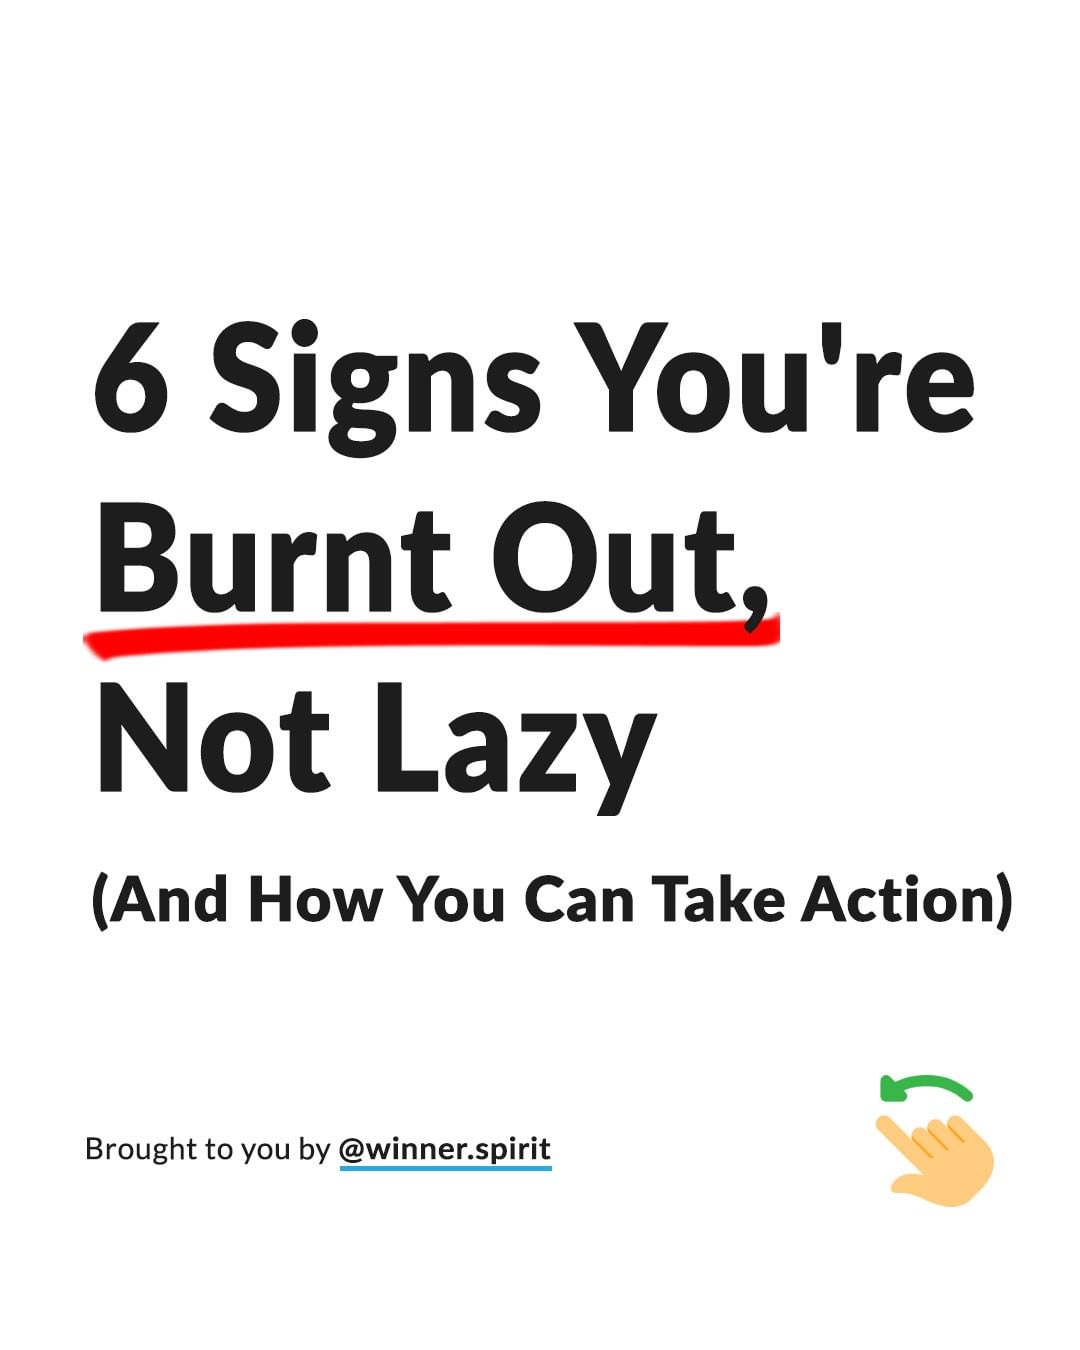 6 Signs You're
Burnt Out,
Not Lazy
(And How You Can Take Action)
Brought to you by @winner.spirit